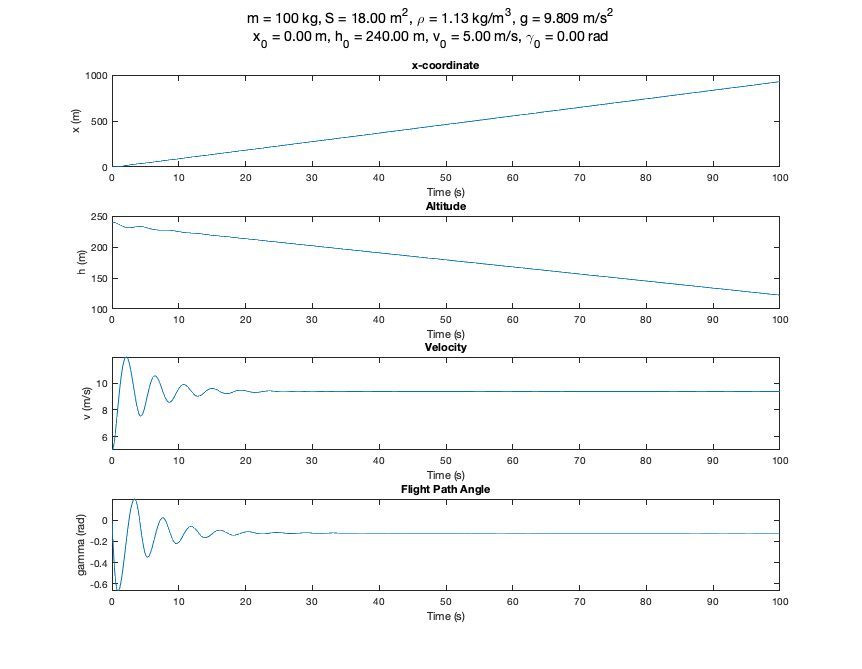 m = 100 kg, S = 18.00 m², ρ = 1.13 kg/m³, g = 9.809 m/s²
x₀ = 0.00 m, h₀ = 240.00 m, v₀ = 5.00 m/s, γ₀ = 0.00 rad
x-coordinate
1000
500
0
x (m)
0 10 20 30 40 50 60 70 80 90 100
Time (s)
Altitude
250
200
150
100
h (m)
0 10 20 30 40 50 60 70 80 90 100
Time (s)
Velocity
10
8
6
v (m/s)
0 10 20 30 40 50 60 70 80 90 100
Time (s)
Flight Path Angle
0
-0.2
-0.4
-0.6
gamma (rad)
0 10 20 30 40 50 60 70 80 90 100
Time (s)